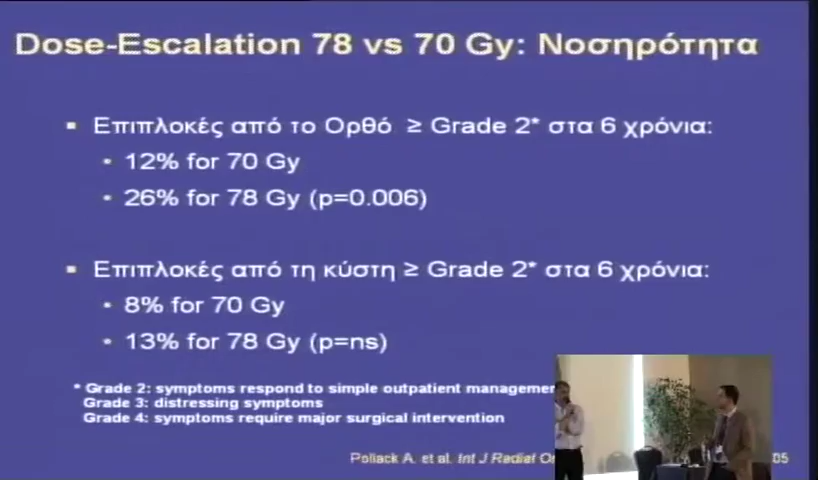 Dose-Escalation 78 vs 70 Gy: Νοσηρότητα
▪ Επιπλοκές από το Ορθό ≥ Grade 2* στα 6 χρόνια:
• 12% for 70 Gy
• 26% for 78 Gy (p=0.006)
▪ Επιπλοκές από τη κύστη ≥ Grade 2* στα 6 χρόνια:
• 8% for 70 Gy
• 13% for 78 Gy (p=ns)
* Grade 2: symptoms respond to simple outpatient
Grade 3: distressing symptoms
Grade 4: symptoms require major surgical intervention
Pollack A. et al. Int J Radiat